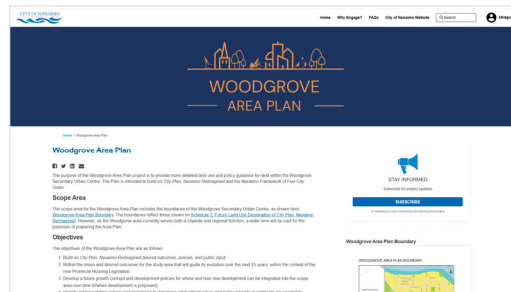 CITY OF NANAIMO
Home Why Engage? FAQs City of Nanaimo Website Search
WOODGROVE
AREA PLAN
Home > Woodgrove Area Plan
Woodgrove Area Plan
The purpose of the Woodgrove Area Plan project is to provide more detailed land use and policy guidance for land within the Woodgrove
Secondary Urban Centre. The Plan is intended to build on City Plan: Nanaimo ReImagined and the Nanaimo Framework of Five City
Goals.
Scope Area
The scope area for the Woodgrove Area Plan includes the boundaries of the Woodgrove Secondary Urban Centre, as shown here:
Woodgrove Area Plan Boundary. The boundaries reflect those shown on Schedule 2: Future Land Use Designation of City Plan: Nanaimo
ReImagined. However, as the Woodgrove area currently serves both a citywide and regional function, a wider lens will be cast for the
purposes of preparing the Area Plan.
Objectives
The objectives of the Woodgrove Area Plan are as follows
1. Build on City Plan: Nanaimo ReImagined desired outcomes, policies, and public input.
2. Refine the vision and desired outcomes for the study area that will guide its evolution over the next 25 years, within the context of the
new Provincial Housing Legislation.
3. Develop a future growth concept and development policies for where and how new development can be integrated into the scope
area over time (if/when development is proposed).
STAY INFORMED
Subscribe for project updates
SUBSCRIBE
members of your community are following this project
Woodgrove Area Plan Boundary
WOODGROVE AREA PLAN BOUNDARY